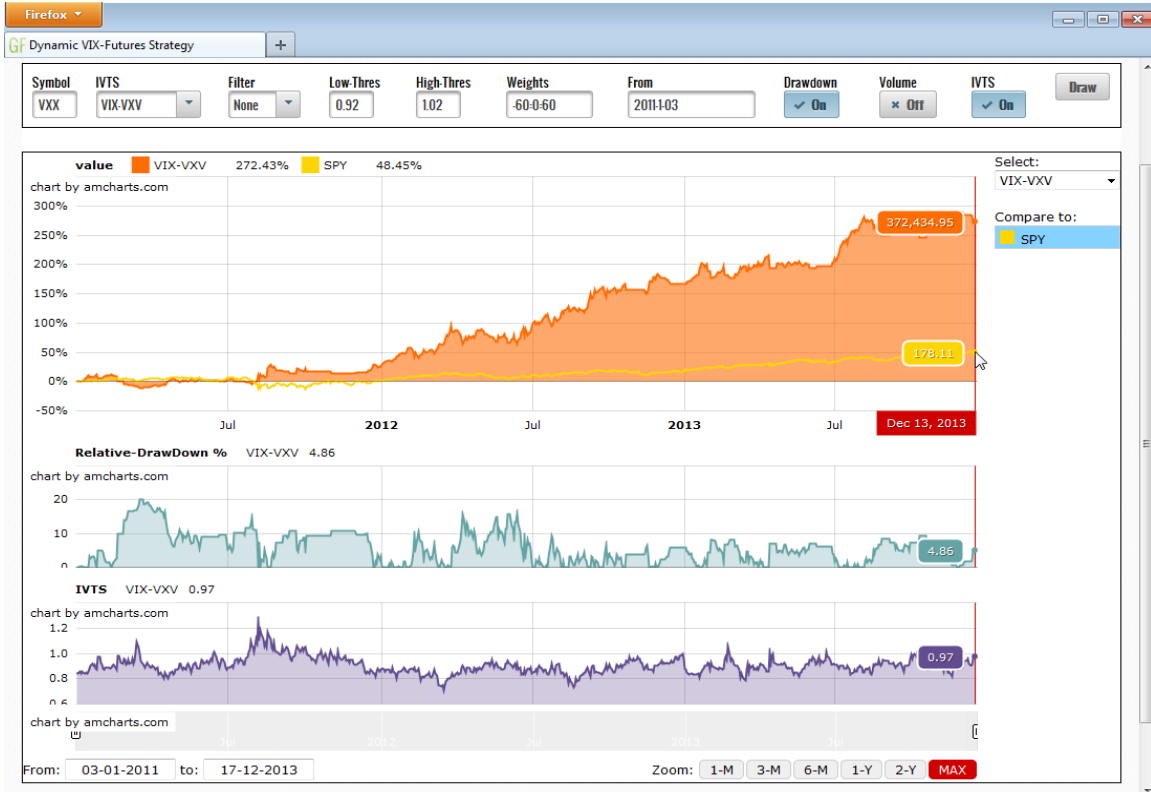 Firefox
GF Dynamic VIX-Futures Strategy +
Symbol IVTS Filter Low-Thres High-Thres Weights From Drawdown Volume IVTS
VXX VIX-VXV None 0.92 1.02 -60-0-60 2011-1-03 On Off On Draw
value VIX-VXV 272.43% SPY 48.45%
Select:
VIX-VXV
Compare to:
SPY
chart by amcharts.com
300%
250%
200%
150%
100%
50%
0%
-50%
372,434.95
178.11
Jul 2012 Jul 2013 Jul Dec 13, 2013
Relative-DrawDown % VIX-VXV 4.86
chart by amcharts.com
20
10
0
4.86
IVTS VIX-VXV 0.97
chart by amcharts.com
1.2
1.0
0.8
0.6
0.97
chart by amcharts.com
Jul 2012 Jul 2013 Jul
From: 03-01-2011 to: 17-12-2013 Zoom: 1-M 3-M 6-M 1-Y 2-Y MAX